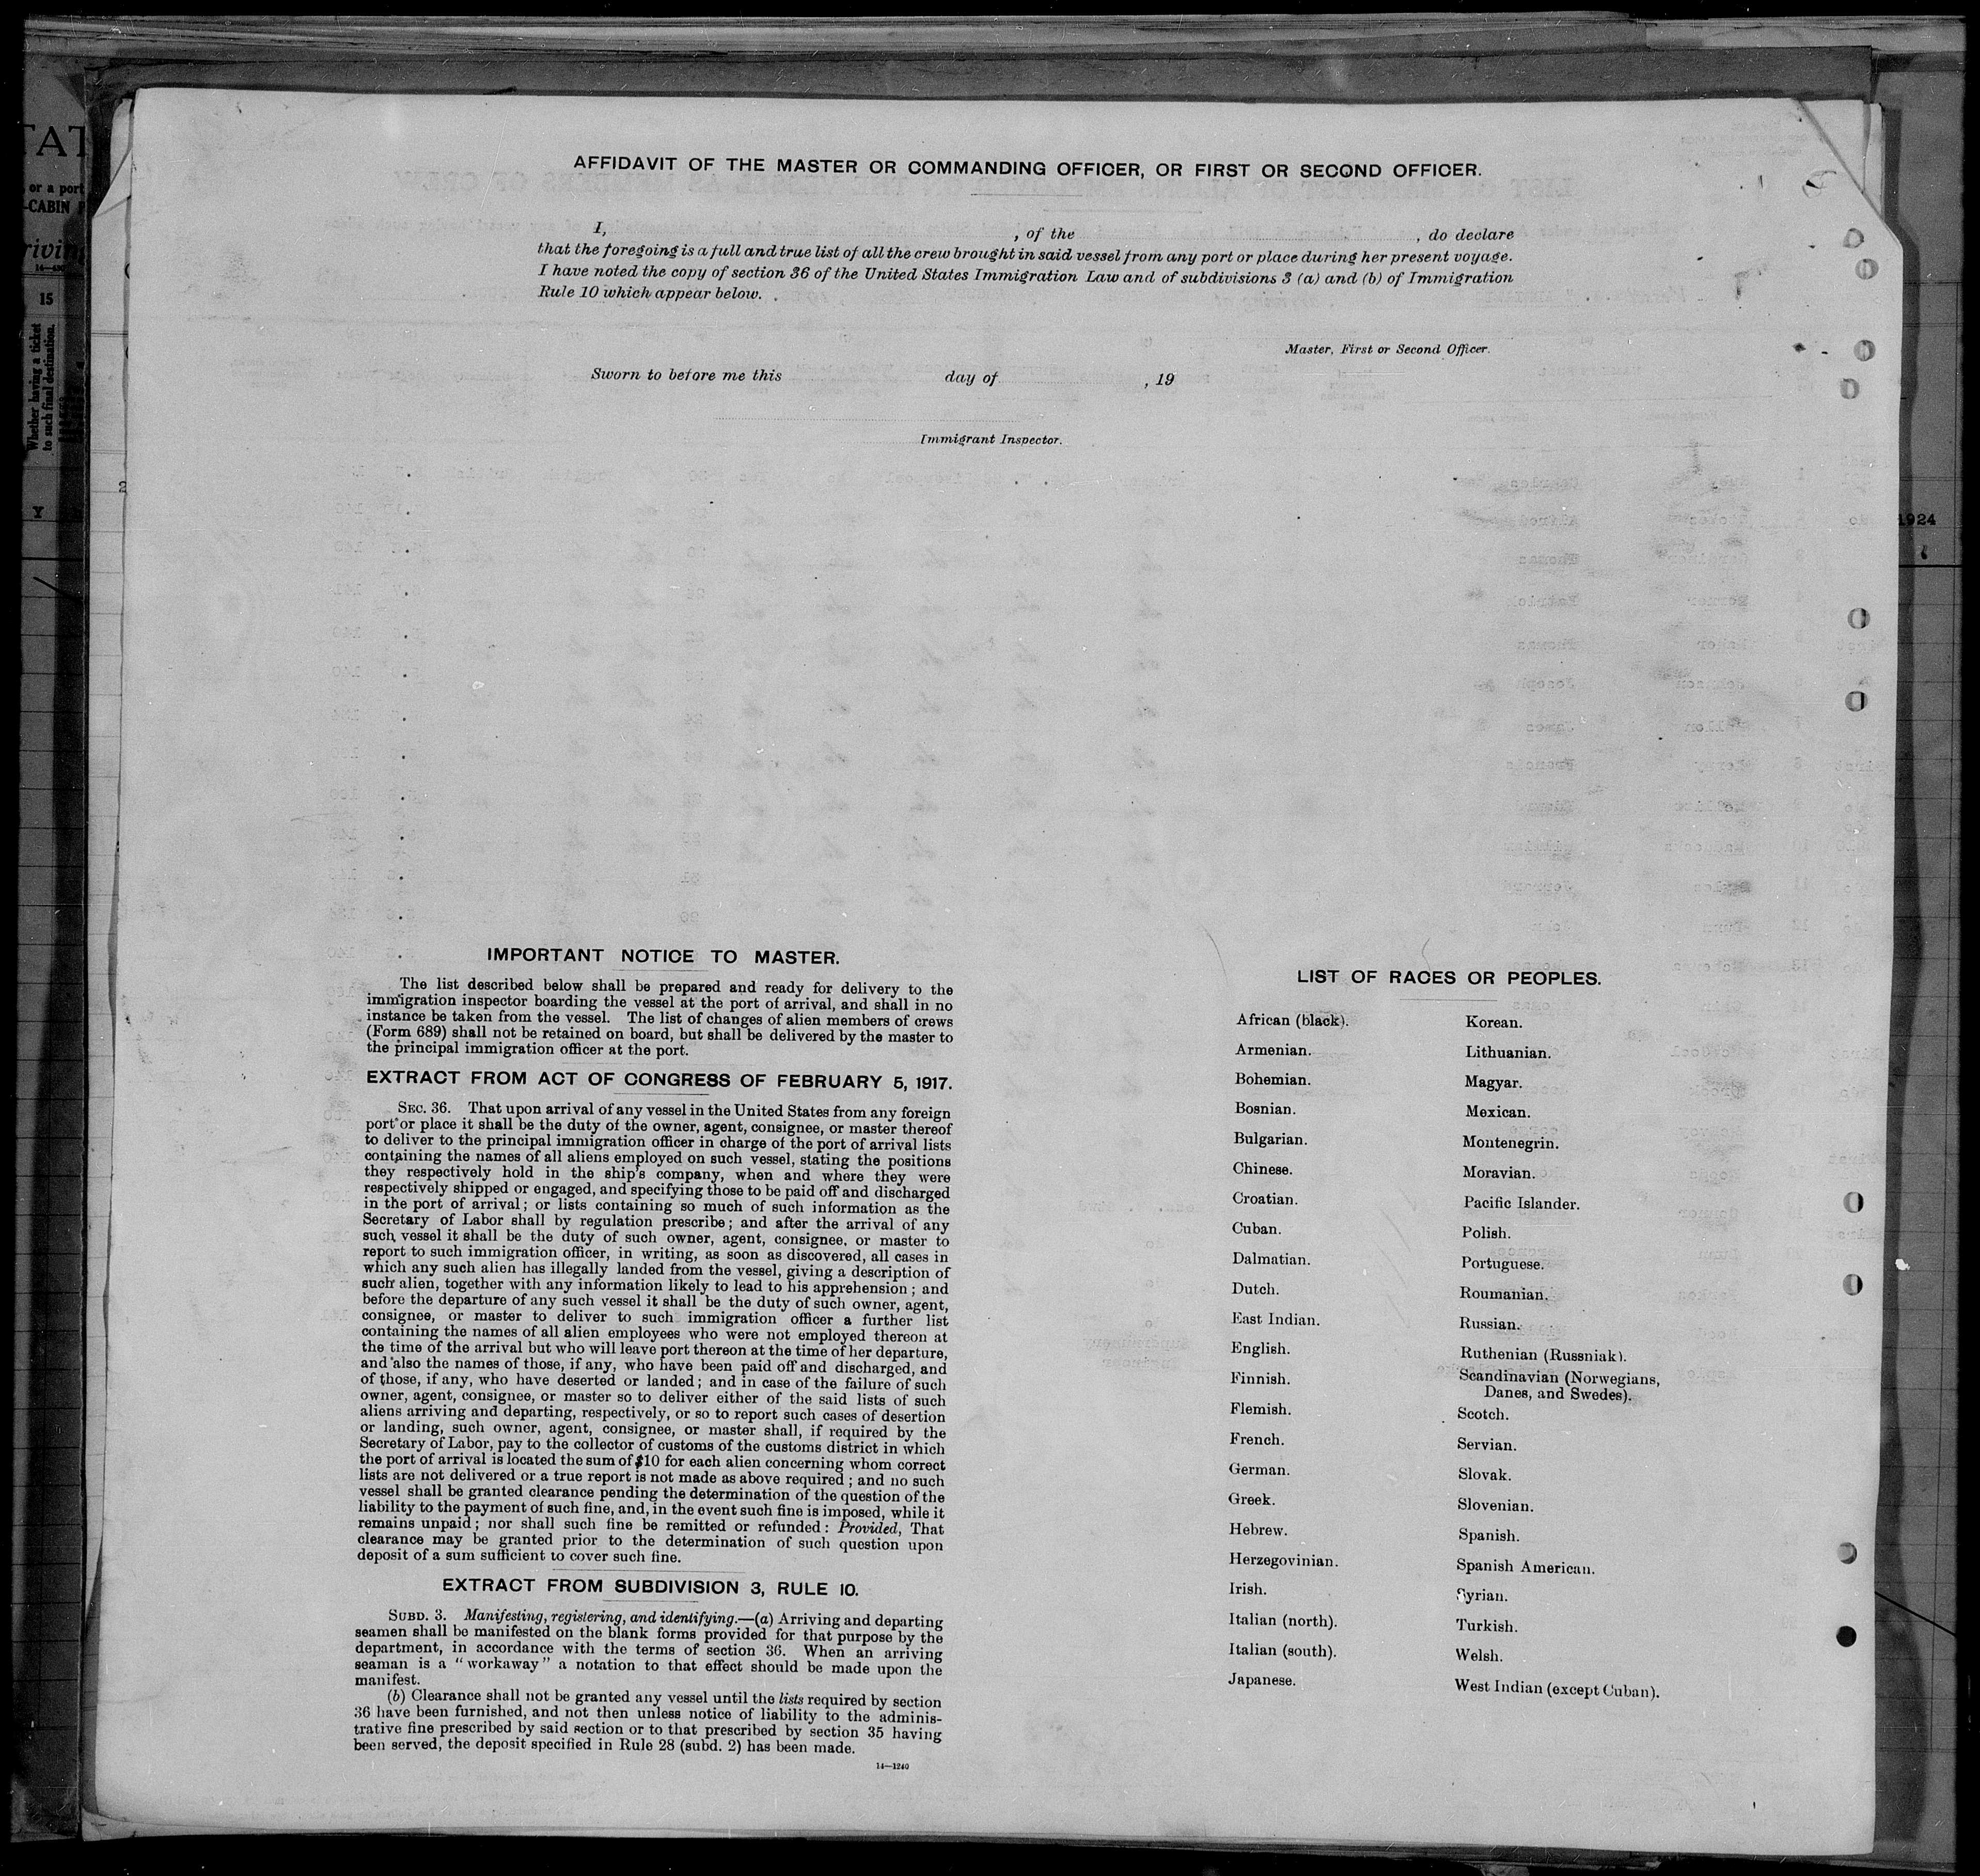 AFFIDAVIT OF THE MASTER OR COMMANDING OFFICER, OR FIRST OR SECOND OFFICER.
I, , of the , do declare
that the foregoing is a full and true list of all the crew brought in said vessel from any port or place during her present voyage.
I have noted the copy of section 36 of the United States Immigration Law and of subdivisions 3 (a) and (b) of Immigration
Rule 10 which appear below.
Master, First or Second Officer.
Sworn to before me this day of , 19
Immigrant Inspector.
IMPORTANT NOTICE TO MASTER.
The list described below shall be prepared and ready for delivery to the
immigration inspector boarding the vessel at the port of arrival, and shall in no
instance be taken from the vessel. The list of changes of alien members of crews
(Form 689) shall not be retained on board, but shall be delivered by the master to
the principal immigration officer at the port.
EXTRACT FROM ACT OF CONGRESS OF FEBRUARY 5, 1917.
SEC. 36. That upon arrival of any vessel in the United States from any foreign
port or place it shall be the duty of the owner, agent, consignee, or master thereof
to deliver to the principal immigration officer in charge of the port of arrival lists
containing the names of all aliens employed on such vessel, stating the positions
they respectively hold in the ship's company, when and where they were
respectively shipped or engaged, and specifying those to be paid off and discharged
in the port of arrival; or lists containing so much of such information as the
Secretary of Labor shall by regulation prescribe; and after the arrival of any
such vessel it shall be the duty of such owner, agent, consignee, or master to
report to such immigration officer, in writing, as soon as discovered, all cases in
which any such alien has illegally landed from the vessel, giving a description of
such alien, together with any information likely to lead to his apprehension; and
before the departure of any such vessel it shall be the duty of such owner, agent,
consignee, or master to deliver to such immigration officer a further list
containing the names of all alien employees who were not employed thereon at
the time of the arrival but who will leave port thereon at the time of her departure,
and also the names of those, if any, who have been paid off and discharged, and
of those, if any, who have deserted or landed; and in case of the failure of such
owner, agent, consignee, or master so to deliver either of the said lists of such
aliens arriving and departing, respectively, or so to report such cases of desertion
or landing, such owner, agent, consignee, or master shall, if required by the
Secretary of Labor, pay to the collector of customs of the customs district in which
the port of arrival is located the sum of $10 for each alien concerning whom correct
lists are not delivered or a true report is not made as above required; and no such
vessel shall be granted clearance pending the determination of the question of the
liability to the payment of such fine, and, in the event such fine is imposed, while it
remains unpaid; nor shall such fine be remitted or refunded: Provided, That
clearance may be granted prior to the determination of such question upon
deposit of a sum sufficient to cover such fine.
EXTRACT FROM SUBDIVISION 3, RULE 10.
SUBD. 3. Manifesting, registering, and identifying.—(a) Arriving and departing
seamen shall be manifested on the blank forms provided for that purpose by the
department, in accordance with the terms of section 36. When an arriving
seaman is a "workaway" a notation to that effect should be made upon the
manifest.
(b) Clearance shall not be granted any vessel until the lists required by section
36 have been furnished, and not then unless notice of liability to the adminis-
trative fine prescribed by said section or to that prescribed by section 35 having
been served, the deposit specified in Rule 28 (subd. 2) has been made.
14—1240
LIST OF RACES OR PEOPLES.
African (black).
Armenian.
Bohemian.
Bosnian.
Bulgarian.
Chinese.
Croatian.
Cuban.
Dalmatian.
Dutch.
East Indian.
English.
Finnish.
Flemish.
French.
German.
Greek.
Hebrew.
Herzegovinian.
Irish.
Italian (north).
Italian (south).
Japanese.
Korean.
Lithuanian.
Magyar.
Mexican.
Montenegrin.
Moravian.
Pacific Islander.
Polish.
Portuguese.
Roumanian.
Russian.
Ruthenian (Russniak).
Scandinavian (Norwegians,
Danes, and Swedes).
Scotch.
Servian.
Slovak.
Slovenian.
Spanish.
Spanish American.
Syrian.
Turkish.
Welsh.
West Indian (except Cuban).
or a port
-CABIN
15
Whether having a ticket
to such final destination.
Y
1924